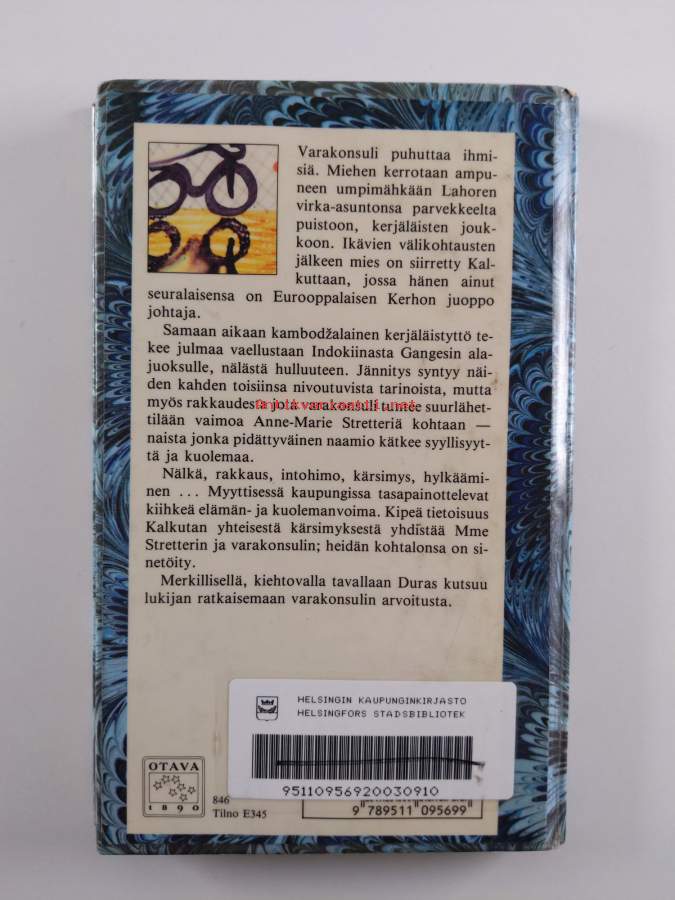 Varakonsuli puhuttaa ihmi-
siä. Miehen kerrotaan ampu-
neen umpimähkään Lahoren
virka-asuntonsa parvekkeelta
puistoon, kerjäläisten jouk-
koon. Ikävien välikohtausten
jälkeen mies on siirretty Kal-
kuttaan, jossa hänen ainut
seuralaisensa on Eurooppalaisen Kerhon juoppo
johtaja.
Samaan aikaan kambodžalainen kerjäläistyttö te-
kee julmaa vaellustaan Indokiinasta Gangesin ala-
juoksulle, nälästä hulluuteen. Jännitys syntyy näi-
den kahden toisiinsa nivoutuvista tarinoista, mutta
myös rakkaudesta jota varakonsuli tuntee suurlähet-
tilään vaimoa Anne-Marie Stretteriä kohtaan —
naista jonka pidättyväinen naamio kätkee syyllisyyt-
tä ja kuolemaa.
Nälkä, rakkaus, intohimo, kärsimys, hylkäämi-
nen ... Myyttisessä kaupungissa tasapainottelevat
kiihkeä elämän- ja kuolemanvoima. Kipeä tietoisuus
Kalkutan yhteisestä kärsimyksestä yhdistää Mme
Stretterin ja varakonsulin; heidän kohtalonsa on si-
netöity.
Merkillisellä, kiehtovalla tavallaan Duras kutsuu
lukijan ratkaisemaan varakonsulin arvoitusta.
HELSINGIN KAUPUNGINKIRJASTO
HELSINGFORS STADSBIBLIOTEK
95110956920030910
OTAVA
1890
846
Tilno E345
9 789511 095699